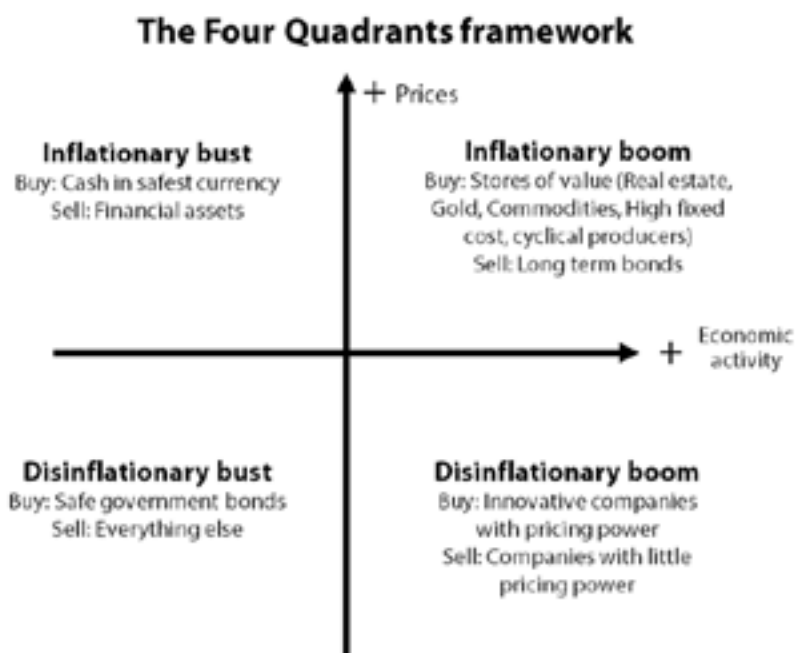 The Four Quadrants framework
+ Prices
Inflationary bust
Buy: Cash in safest currency
Sell: Financial assets
Inflationary boom
Buy: Stores of value (Real estate,
Gold, Commodities, High fixed
cost, cyclical producers)
Sell: Long term bonds
+ Economic
activity
Disinflationary bust
Buy: Safe government bonds
Sell: Everything else
Disinflationary boom
Buy: Innovative companies
with pricing power
Sell: Companies with little
pricing power